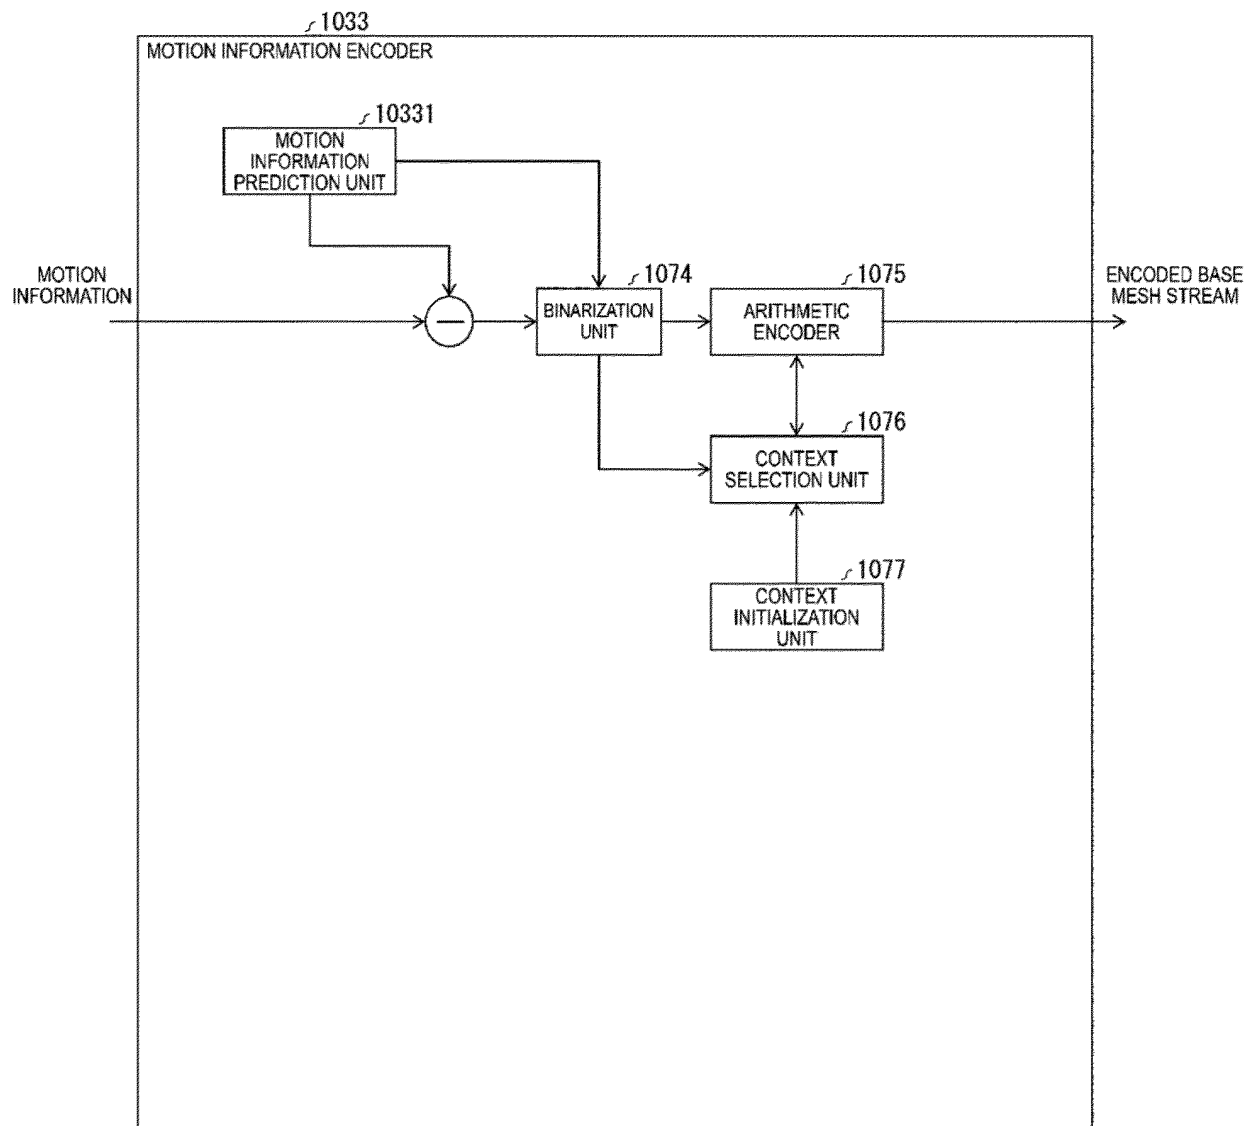 1033
MOTION INFORMATION ENCODER
10331
MOTION
INFORMATION
PREDICTION UNIT
MOTION
INFORMATION
1074
BINARIZATION
UNIT
1075
ARITHMETIC
ENCODER
ENCODED BASE
MESH STREAM
1076
CONTEXT
SELECTION UNIT
1077
CONTEXT
INITIALIZATION
UNIT